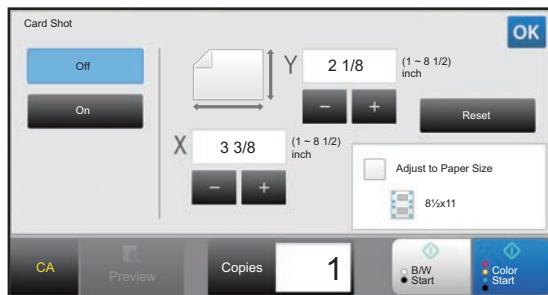 Card Shot
OK
Off
On
Y
2 1/8
(1 ~ 8 1/2)
inch
−
+
Reset
X
3 3/8
(1 ~ 8 1/2)
inch
−
+
Adjust to Paper Size
8½x11
CA
Preview
Copies
1
B/W
Start
Color
Start